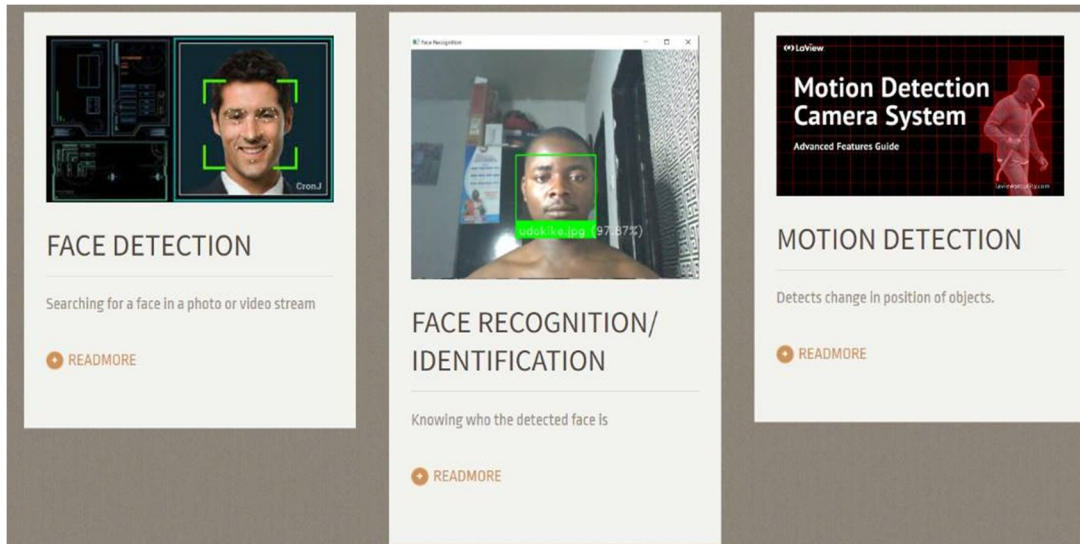 CronJ
FACE DETECTION
Searching for a face in a photo or video stream
READMORE
Face Recognition
udokike.jpg (97.87%)
FACE RECOGNITION/
IDENTIFICATION
Knowing who the detected face is
READMORE
LaView
Motion Detection
Camera System
Advanced Features Guide
MOTION DETECTION
Detects change in position of objects.
READMORE